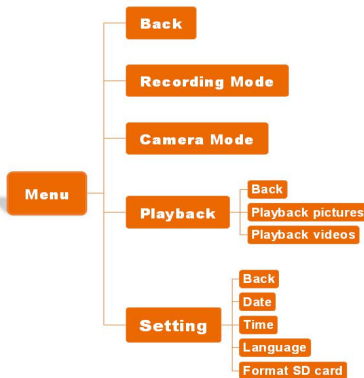 Back
Recording Mode
Camera Mode
Menu
Playback
Back
Playback pictures
Playback videos
Setting
Back
Date
Time
Language
Format SD card